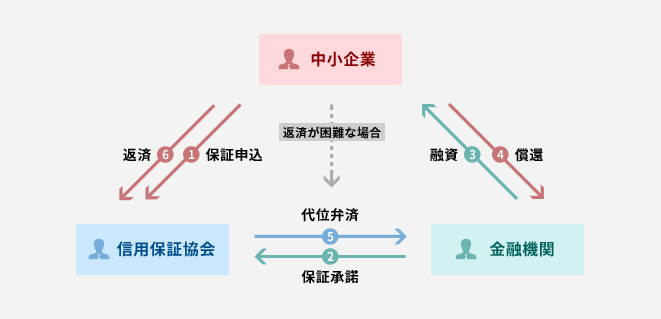 中小企業
返済が困難な場合
返済 6 1 保証申込
融資 3 4 償還
代位弁済
5
信用保証協会
金融機関
2
保証承諾